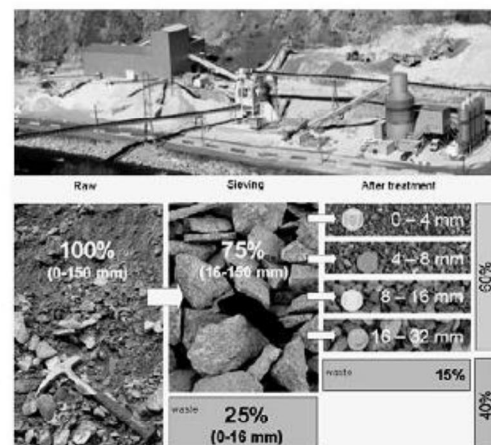 Raw
Sieving
After treatment
100%
(0-150 mm)
75%
(16-150 mm)
0 – 4 mm
4 – 8 mm
8 – 16 mm
16 – 32 mm
60%
waste
15%
40%
waste
25%
(0-16 mm)